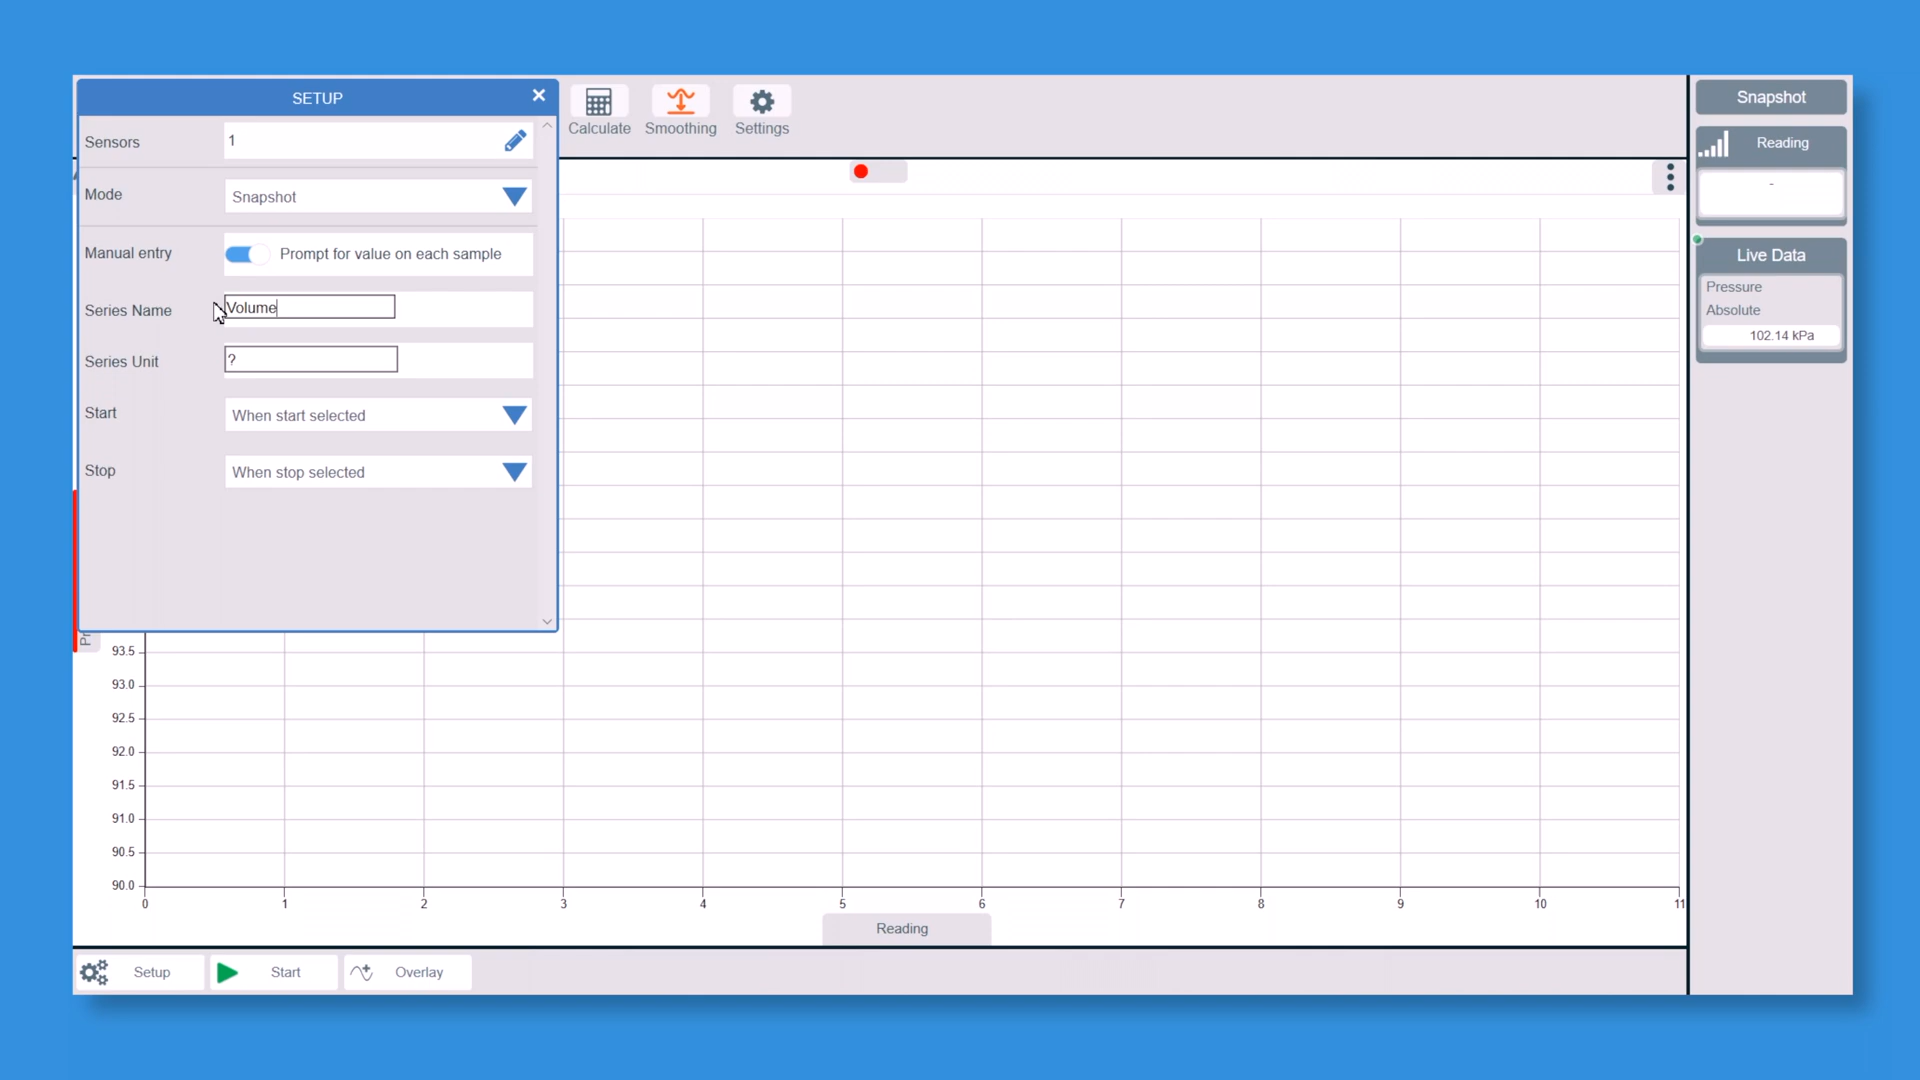 SETUP
Sensors
1
Mode
Snapshot
Manual entry
Prompt for value on each sample
Series Name
Volume
Series Unit
?
Start
When start selected
Stop
When stop selected
Calculate
Smoothing
Settings
Snapshot
Reading
-
Live Data
Pressure
Absolute
102.14 kPa
Pr
93.5
93.0
92.5
92.0
91.5
91.0
90.5
90.0
0 1 2 3 4 5 6 7 8 9 10 11
Reading
Setup
Start
Overlay